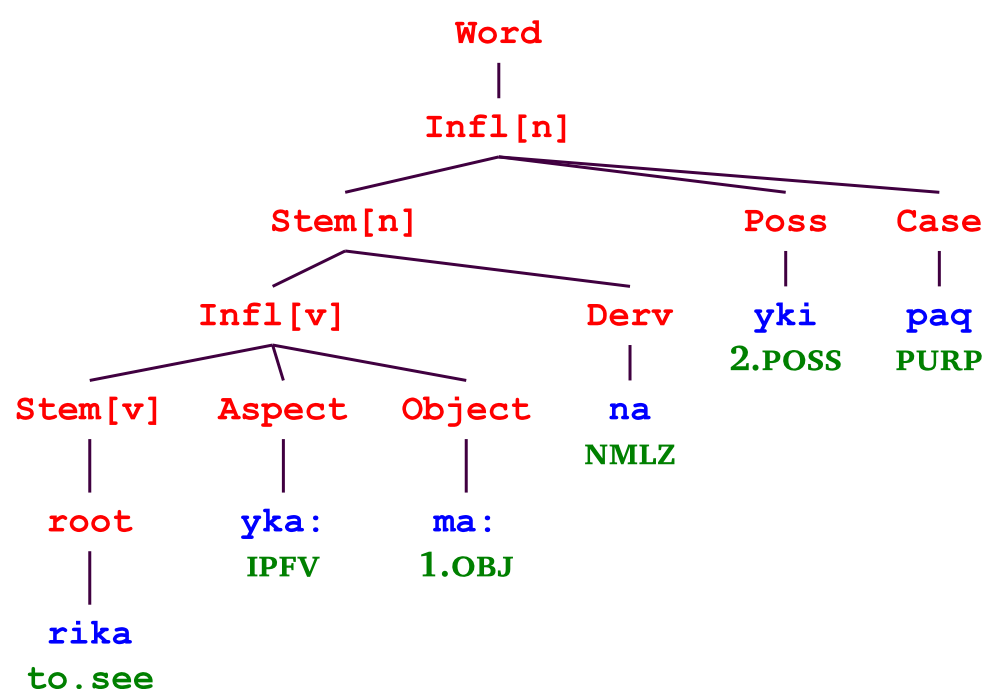 Word
Infl[n]
Stem[n] Poss Case
Infl[v] Derv yki paq
2.POSS PURP
Stem[v] Aspect Object na
NMLZ
root yka: ma:
IPFV 1.OBJ
rika
to.see